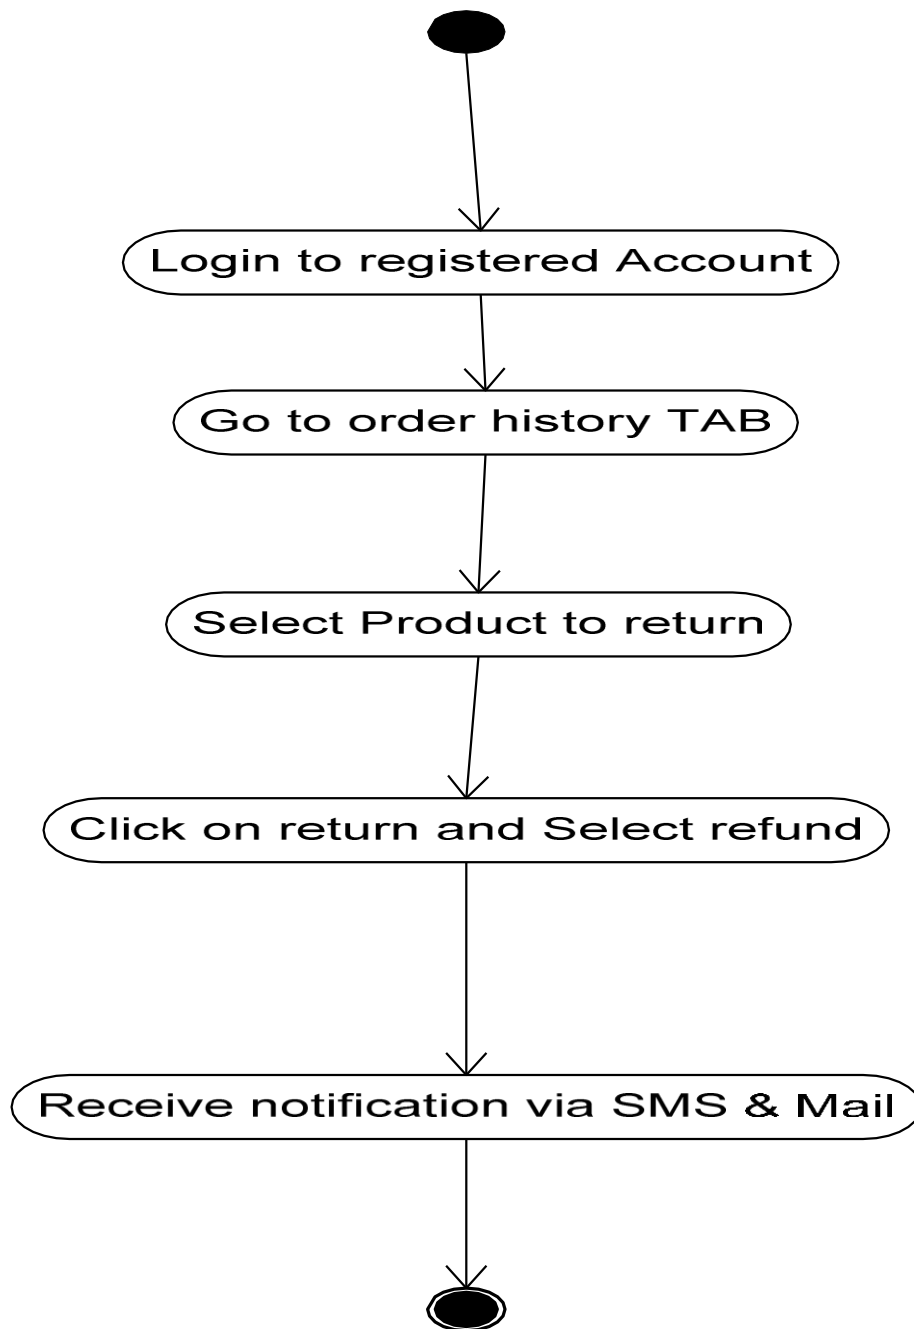 Login to registered Account
Go to order history TAB
Select Product to return
Click on return and Select refund
Receive notification via SMS & Mail